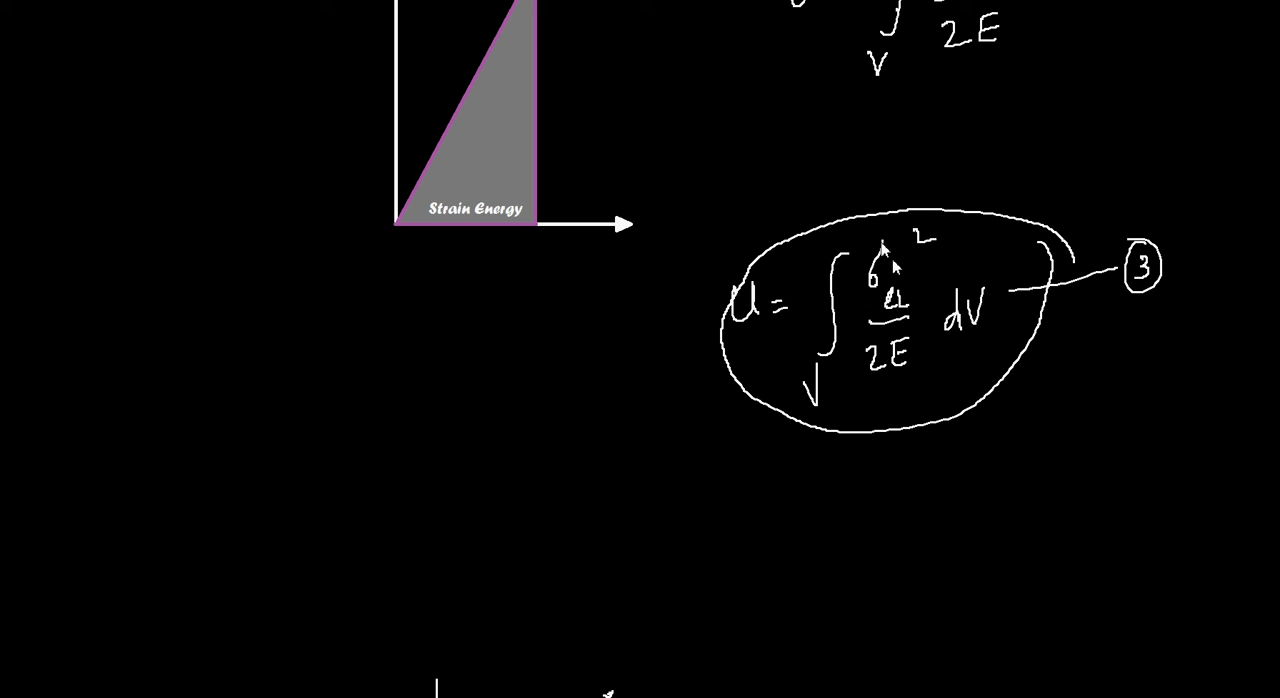 2E
V
Strain Energy
U = ∫ σ² / 2E dV
V
3